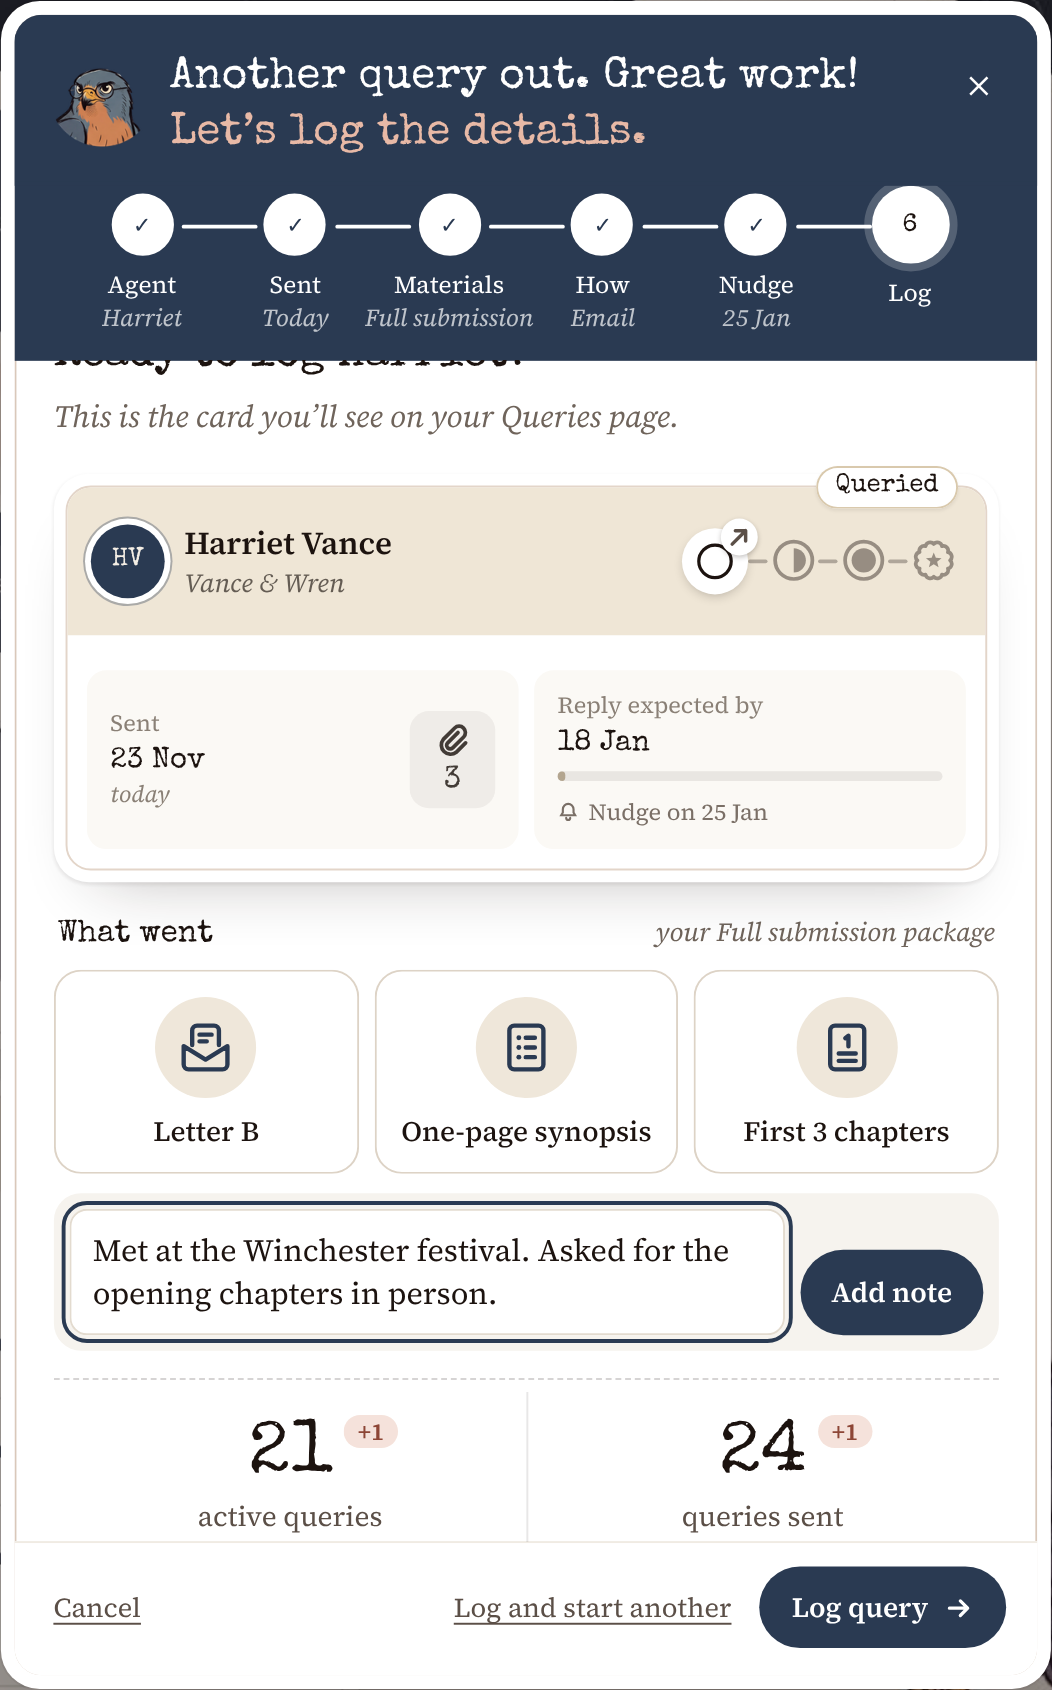 Another query out. Great work!
Let's log the details.
✓ ✓ ✓ ✓ ✓ 6
Agent Sent Materials How Nudge Log
Harriet Today Full submission Email 25 Jan
Ready to log Harriet?
This is the card you'll see on your Queries page.
Queried
HV
Harriet Vance
Vance & Wren
Sent
23 Nov
today
3
Reply expected by
18 Jan
Nudge on 25 Jan
What went
your Full submission package
Letter B
One-page synopsis
1
First 3 chapters
Met at the Winchester festival. Asked for the
opening chapters in person.
Add note
21 +1
active queries
24 +1
queries sent
Cancel
Log and start another
Log query →